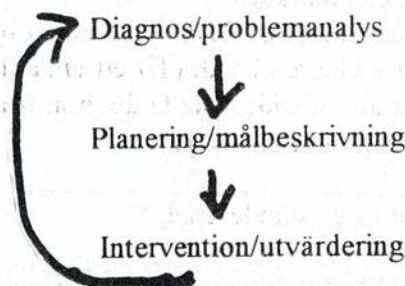 Diagnos/problemanalys
Planering/målbeskrivning
Intervention/utvärdering